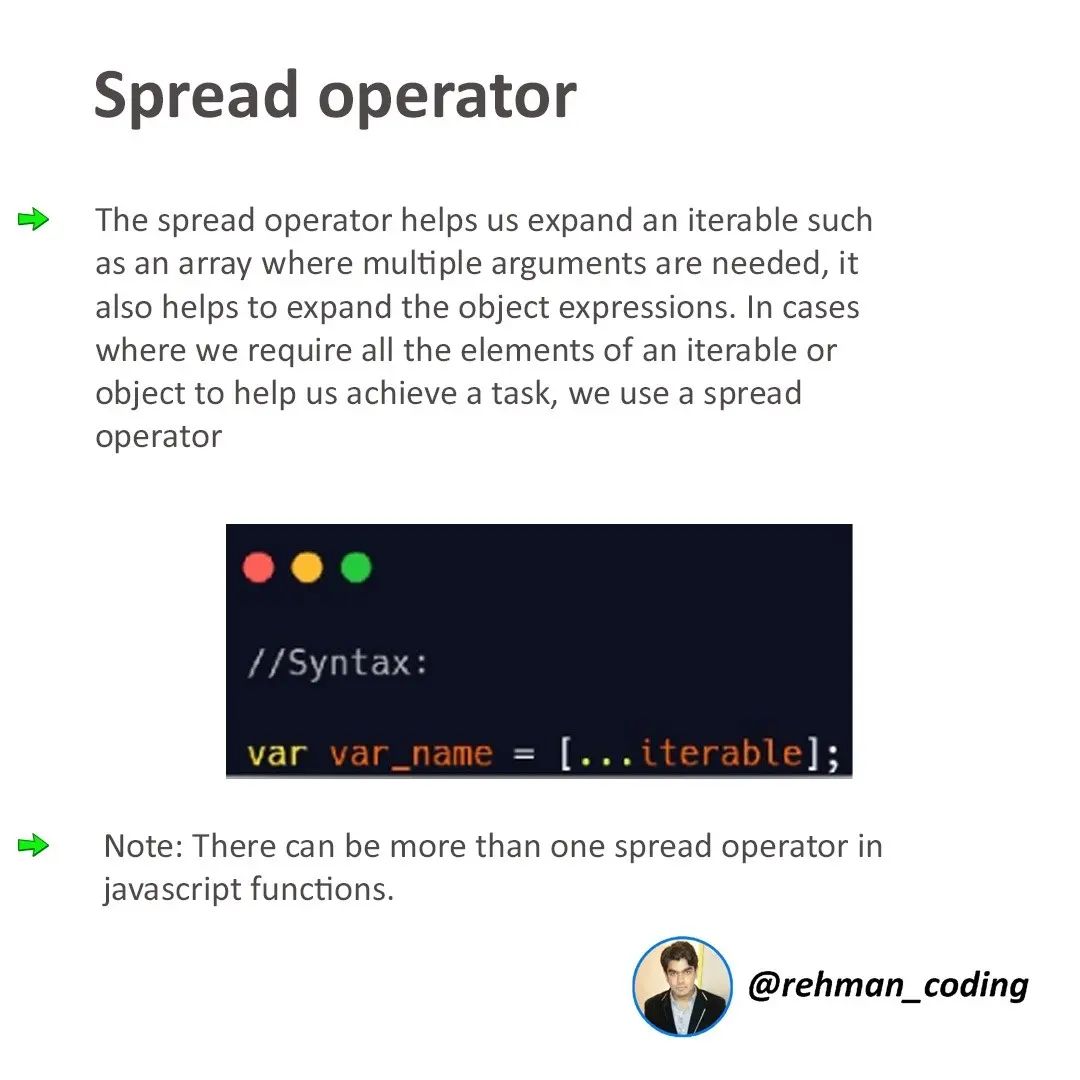 Spread operator
The spread operator helps us expand an iterable such
as an array where multiple arguments are needed, it
also helps to expand the object expressions. In cases
where we require all the elements of an iterable or
object to help us achieve a task, we use a spread
operator
//Syntax:
var var_name = [...iterable];
Note: There can be more than one spread operator in
javascript functions.
@rehman_coding